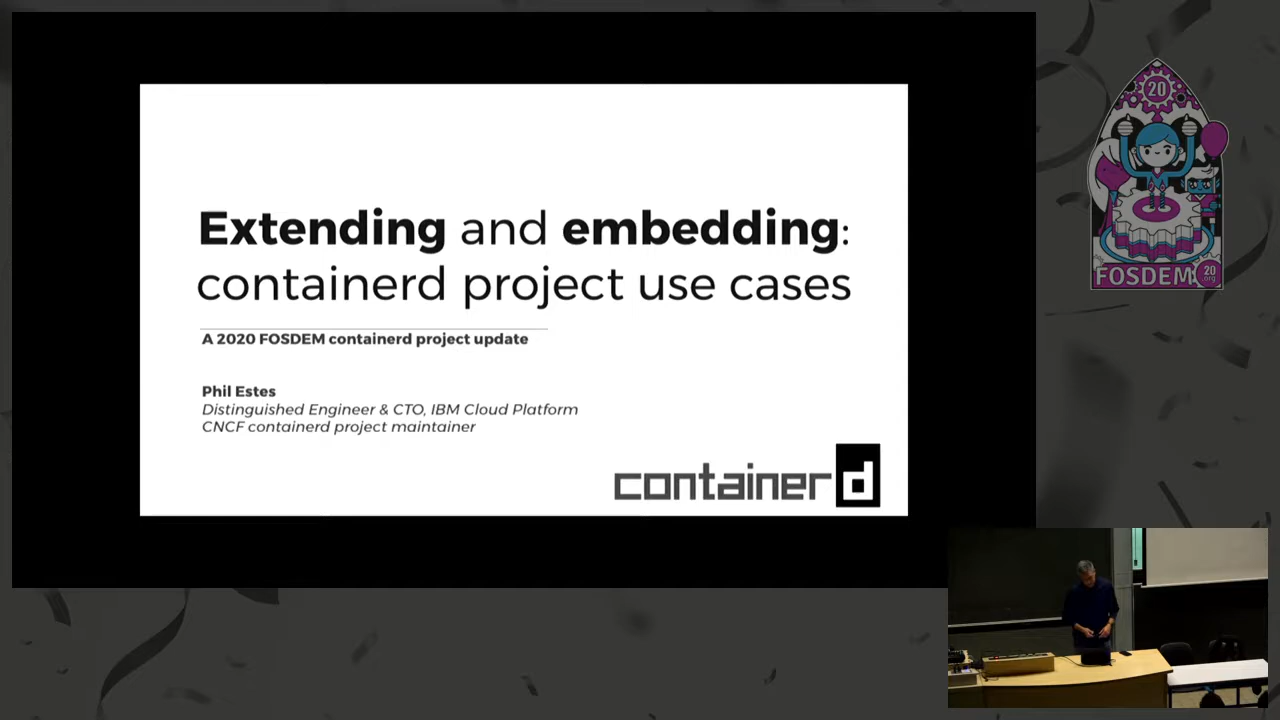 Extending and embedding:
containerd project use cases
A 2020 FOSDEM containerd project update
Phil Estes
Distinguished Engineer & CTO, IBM Cloud Platform
CNCF containerd project maintainer
containerd
20
FOSDEM 20
.org